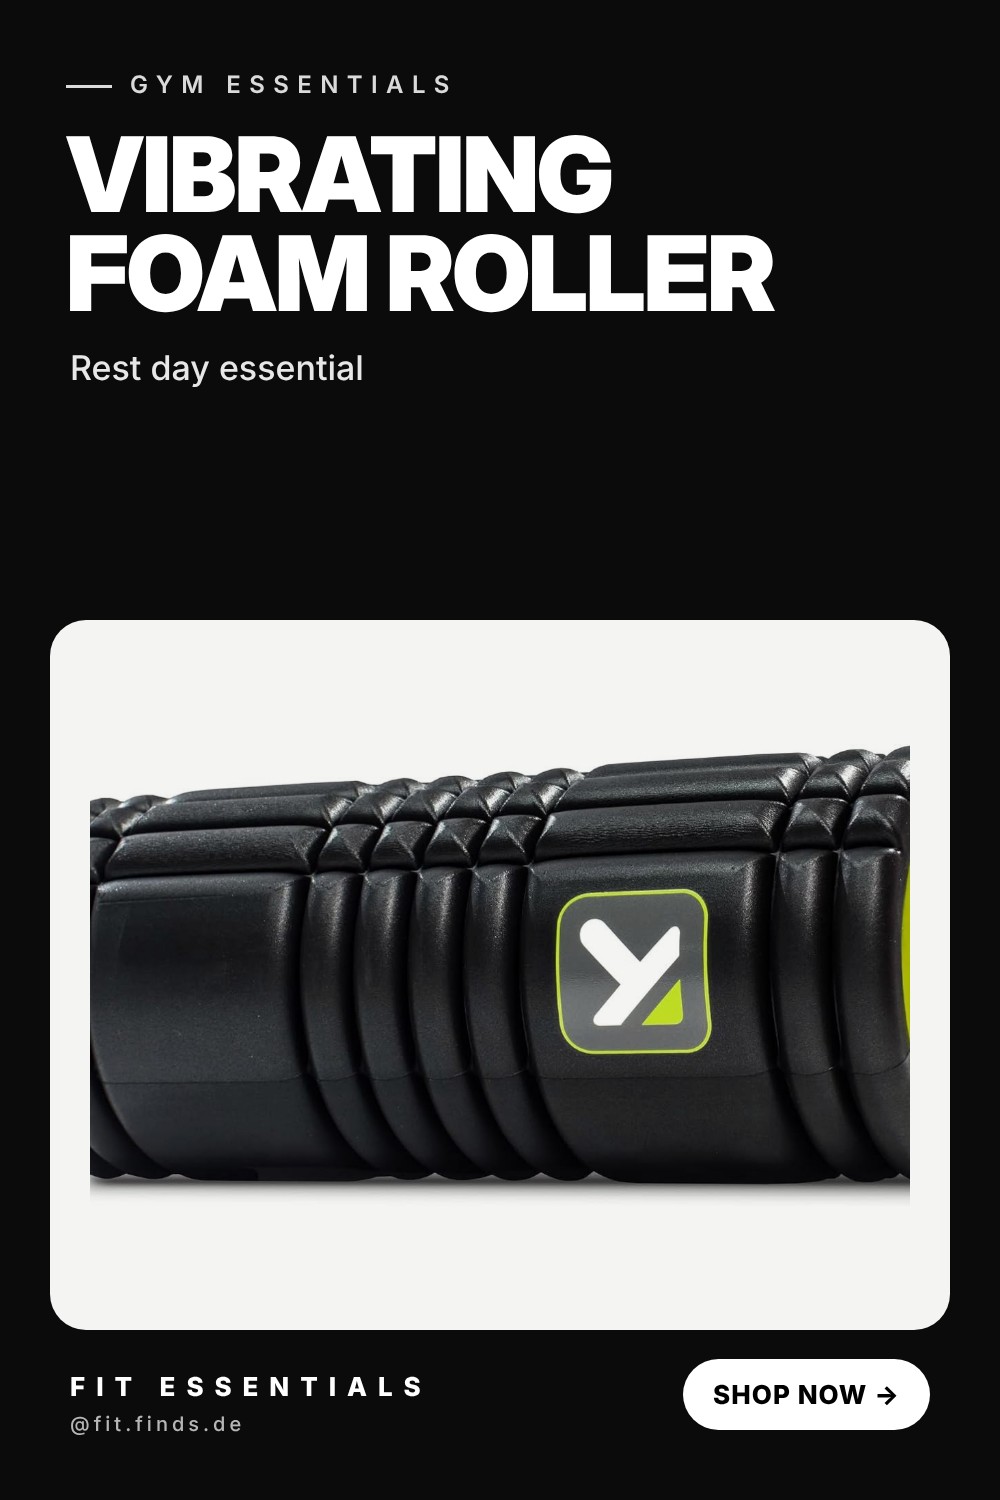 GYM ESSENTIALS
VIBRATING
FOAM ROLLER
Rest day essential
FIT ESSENTIALS
@fit.finds.de
SHOP NOW →